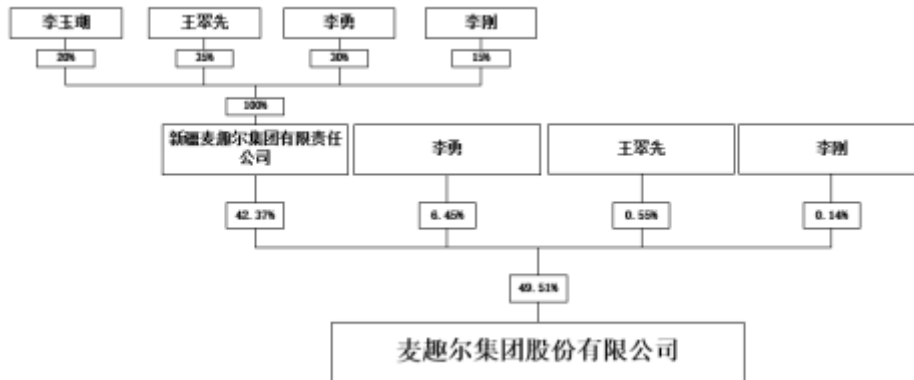 李玉瑚 王翠先 李勇 李刚
20% 35% 30% 15%
100%
新疆麦趣尔集团有限责任
公司
李勇 王翠先 李刚
42.37% 6.45% 0.55% 0.14%
49.51%
麦趣尔集团股份有限公司